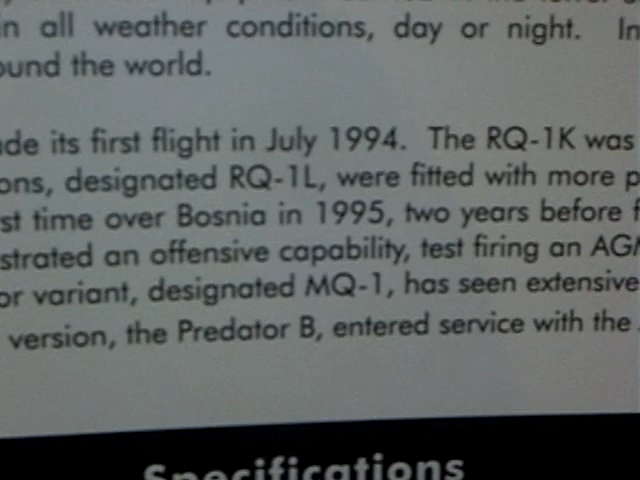 in all weather conditions, day or night. In
ound the world.
de its first flight in July 1994. The RQ-1K was
ons, designated RQ-1L, were fitted with more p
st time over Bosnia in 1995, two years before f
strated an offensive capability, test firing an AGM
or variant, designated MQ-1, has seen extensive
version, the Predator B, entered service with the
Specifications